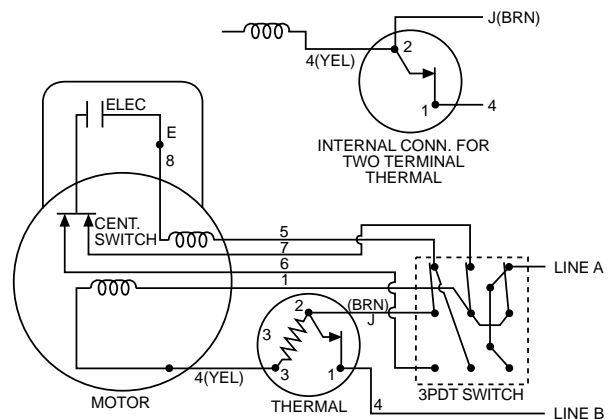 J(BRN)
2
4(YEL)
1
4
INTERNAL CONN. FOR
TWO TERMINAL
THERMAL
ELEC
E
8
CENT.
SWITCH
5
7
6
1
LINE A
(BRN)
J
2
3
3
1
4(YEL)
4
MOTOR
THERMAL
3PDT SWITCH
LINE B